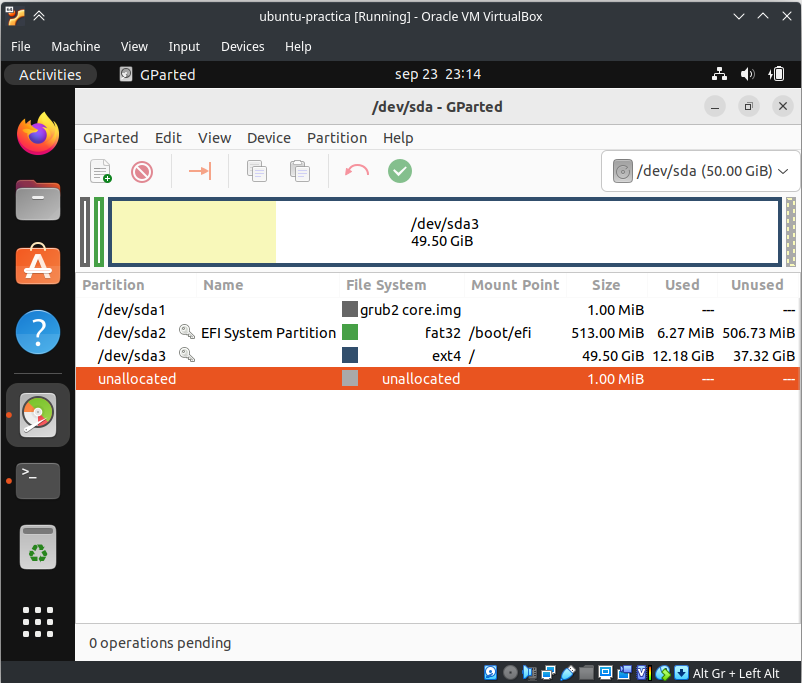 ubuntu-practica [Running] - Oracle VM VirtualBox
File Machine View Input Devices Help
Activities GParted sep 23 23:14
/dev/sda - GParted
GParted Edit View Device Partition Help
/dev/sda (50.00 GiB)
/dev/sda3
49.50 GiB
Partition Name File System Mount Point Size Used Unused
/dev/sda1 grub2 core.img 1.00 MiB --- ---
/dev/sda2 EFI System Partition fat32 /boot/efi 513.00 MiB 6.27 MiB 506.73 MiB
/dev/sda3 ext4 / 49.50 GiB 12.18 GiB 37.32 GiB
unallocated unallocated 1.00 MiB --- ---
0 operations pending
Alt Gr + Left Alt